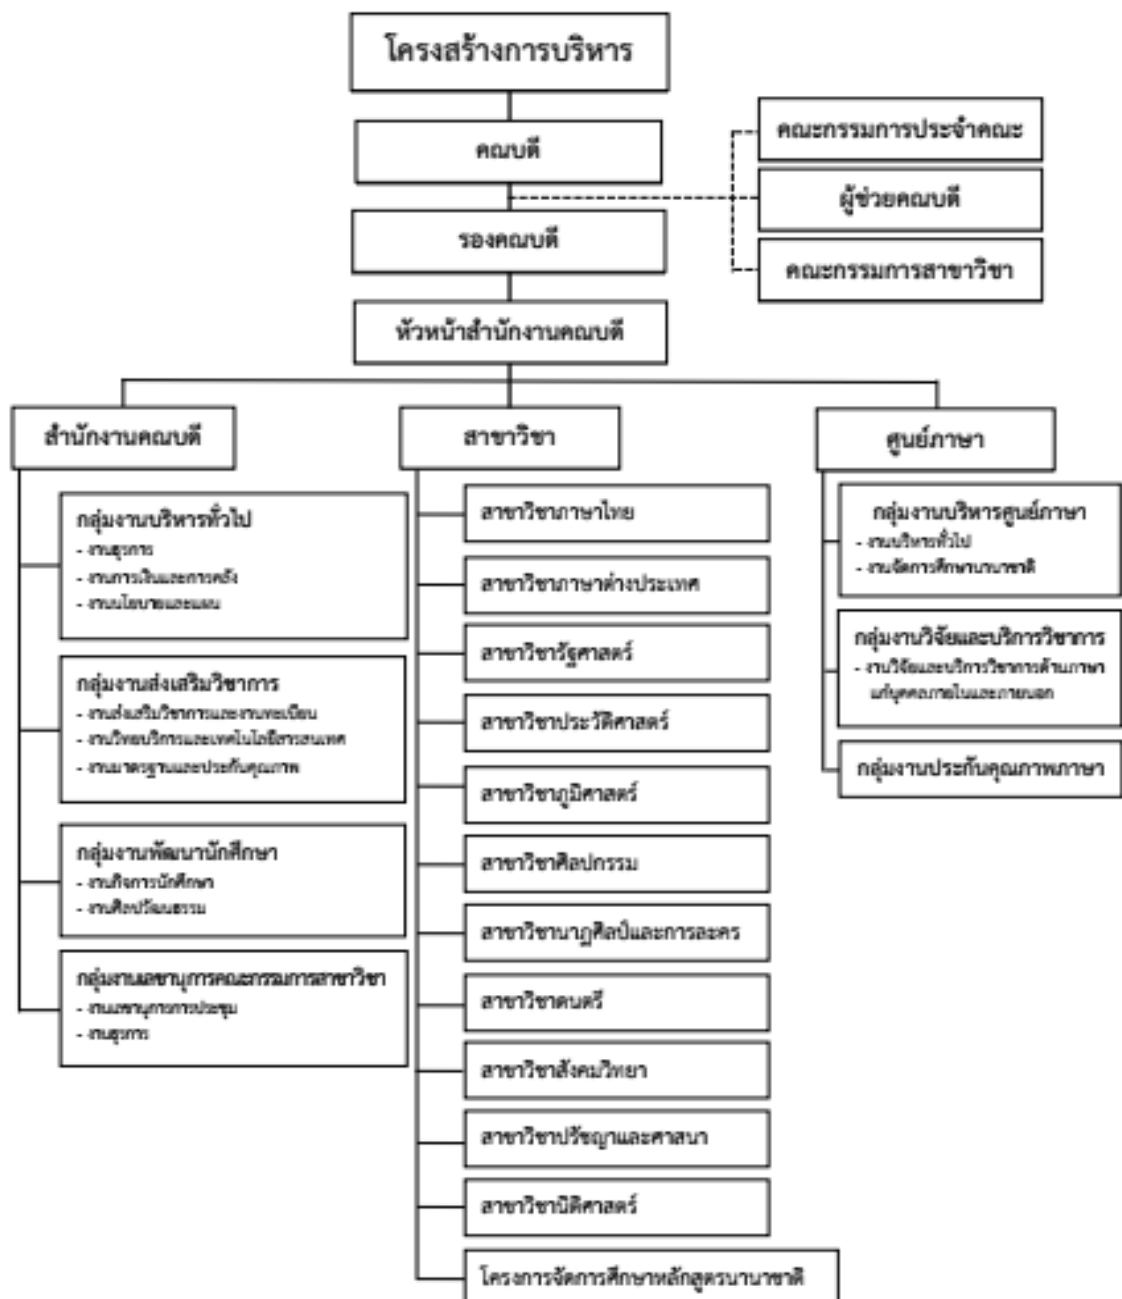 โครงสร้างการบริหาร
คณบดี
คณะกรรมการประจำคณะ
ผู้ช่วยคณบดี
รองคณบดี
คณะกรรมการสาขาวิชา
หัวหน้าสำนักงานคณบดี
สำนักงานคณบดี
กลุ่มงานบริหารทั่วไป
- งานธุรการ
- งานการเงินและการคลัง
- งานนโยบายและแผน
กลุ่มงานส่งเสริมวิชาการ
- งานส่งเสริมวิชาการและงานทะเบียน
- งานวิทยบริการและเทคโนโลยีสารสนเทศ
- งานมาตรฐานและประกันคุณภาพ
กลุ่มงานพัฒนานักศึกษา
- งานกิจการนักศึกษา
- งานศิลปวัฒนธรรม
กลุ่มงานเลขานุการคณะกรรมการสาขาวิชา
- งานเลขานุการการประชุม
- งานธุรการ
สาขาวิชา
สาขาวิชาภาษาไทย
สาขาวิชาภาษาต่างประเทศ
สาขาวิชารัฐศาสตร์
สาขาวิชาประวัติศาสตร์
สาขาวิชาภูมิศาสตร์
สาขาวิชาศิลปกรรม
สาขาวิชานาฏศิลป์และการละคร
สาขาวิชาดนตรี
สาขาวิชาสังคมวิทยา
สาขาวิชาปรัชญาและศาสนา
สาขาวิชานิติศาสตร์
โครงการจัดการศึกษาหลักสูตรนานาชาติ
ศูนย์ภาษา
กลุ่มงานบริหารศูนย์ภาษา
- งานบริหารทั่วไป
- งานจัดการศึกษานานาชาติ
กลุ่มงานวิจัยและบริการวิชาการ
- งานวิจัยและบริการวิชาการด้านภาษา
แก่บุคคลภายในและภายนอก
กลุ่มงานประกันคุณภาพภาษา